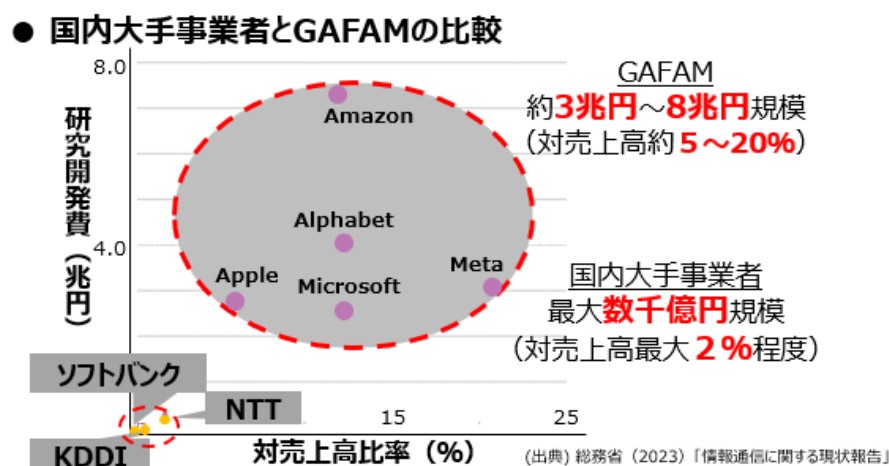 ● 国内大手事業者とGAFAMの比較
8.0
研究開発費(兆円)
4.0
Amazon
Alphabet
Apple
Microsoft
Meta
ソフトバンク
NTT
KDDI
15
25
対売上高比率(%)
GAFAM
約3兆円~8兆円規模
(対売上高約5~20%)
国内大手事業者
最大数千億円規模
(対売上高最大2%程度)
(出典) 総務省(2023)「情報通信に関する現状報告」